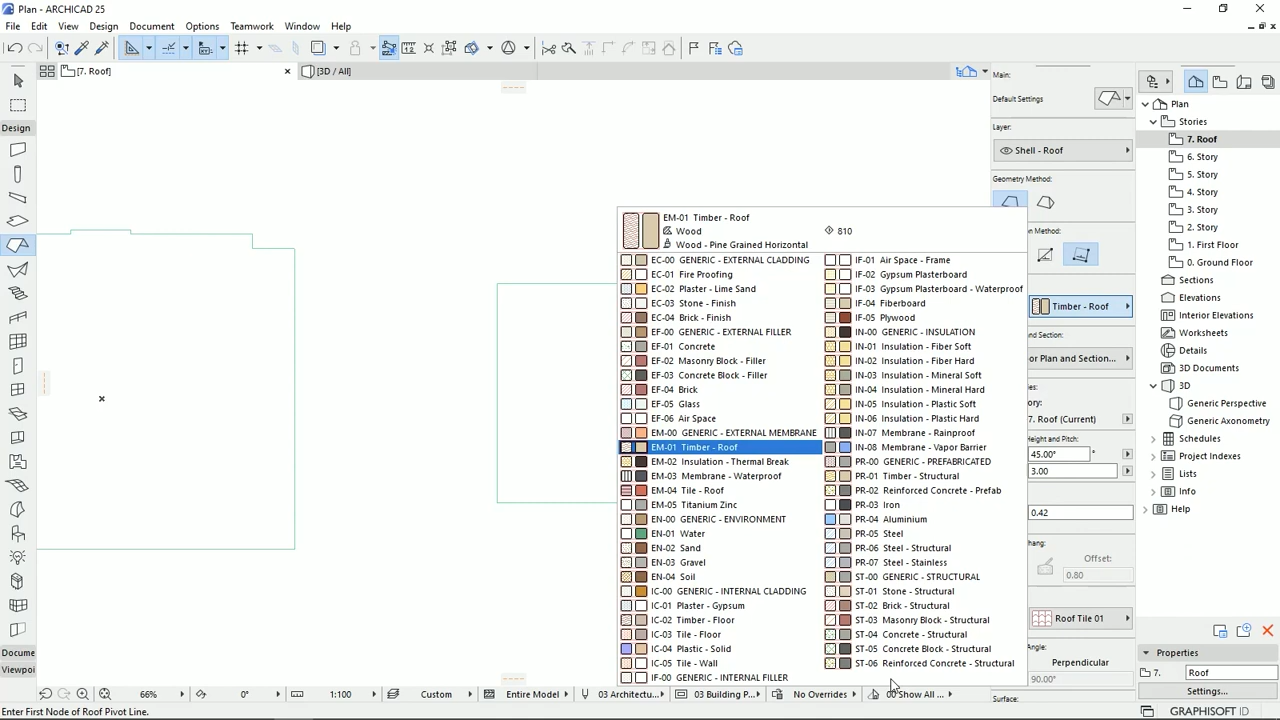 Plan - ARCHICAD 25
File Edit View Design Document Options Teamwork Window Help
[7. Roof]
[3D / All]
Design
Docume
Viewpoi
Main:
Default Settings
Layer:
Shell - Roof
Geometry Method:
on Method:
Timber - Roof
and Section:
or Plan and Section...
es:
ory:
7. Roof (Current)
Height and Pitch:
45.00°
3.00
0.42
hang:
Offset:
0.80
Roof Tile 01
Angle:
Perpendicular
90.00°
Surface:
EM-01 Timber - Roof
Wood
810
Wood - Pine Grained Horizontal
EC-00 GENERIC - EXTERNAL CLADDING
EC-01 Fire Proofing
EC-02 Plaster - Lime Sand
EC-03 Stone - Finish
EC-04 Brick - Finish
EF-00 GENERIC - EXTERNAL FILLER
EF-01 Concrete
EF-02 Masonry Block - Filler
EF-03 Concrete Block - Filler
EF-04 Brick
EF-05 Glass
EF-06 Air Space
EM-00 GENERIC - EXTERNAL MEMBRANE
EM-01 Timber - Roof
EM-02 Insulation - Thermal Break
EM-03 Membrane - Waterproof
EM-04 Tile - Roof
EM-05 Titanium Zinc
EN-00 GENERIC - ENVIRONMENT
EN-01 Water
EN-02 Sand
EN-03 Gravel
EN-04 Soil
IC-00 GENERIC - INTERNAL CLADDING
IC-01 Plaster - Gypsum
IC-02 Timber - Floor
IC-03 Tile - Floor
IC-04 Plastic - Solid
IC-05 Tile - Wall
IF-00 GENERIC - INTERNAL FILLER
IF-01 Air Space - Frame
IF-02 Gypsum Plasterboard
IF-03 Gypsum Plasterboard - Waterproof
IF-04 Fiberboard
IF-05 Plywood
IN-00 GENERIC - INSULATION
IN-01 Insulation - Fiber Soft
IN-02 Insulation - Fiber Hard
IN-03 Insulation - Mineral Soft
IN-04 Insulation - Mineral Hard
IN-05 Insulation - Plastic Soft
IN-06 Insulation - Plastic Hard
IN-07 Membrane - Rainproof
IN-08 Membrane - Vapor Barrier
PR-00 GENERIC - PREFABRICATED
PR-01 Timber - Structural
PR-02 Reinforced Concrete - Prefab
PR-03 Iron
PR-04 Aluminium
PR-05 Steel
PR-06 Steel - Structural
PR-07 Steel - Stainless
ST-00 GENERIC - STRUCTURAL
ST-01 Stone - Structural
ST-02 Brick - Structural
ST-03 Masonry Block - Structural
ST-04 Concrete - Structural
ST-05 Concrete Block - Structural
ST-06 Reinforced Concrete - Structural
Plan
Stories
7. Roof
6. Story
5. Story
4. Story
3. Story
2. Story
1. First Floor
0. Ground Floor
Sections
Elevations
Interior Elevations
Worksheets
Details
3D Documents
3D
Generic Perspective
Generic Axonometry
Schedules
Project Indexes
Lists
Info
Help
Properties
7. Roof
Settings...
66% 0° 1:100 Custom Entire Model 03 Architectu... 03 Building P... No Overrides 00 Show All ...
Enter First Node of Roof Pivot Line.
GRAPHISOFT ID